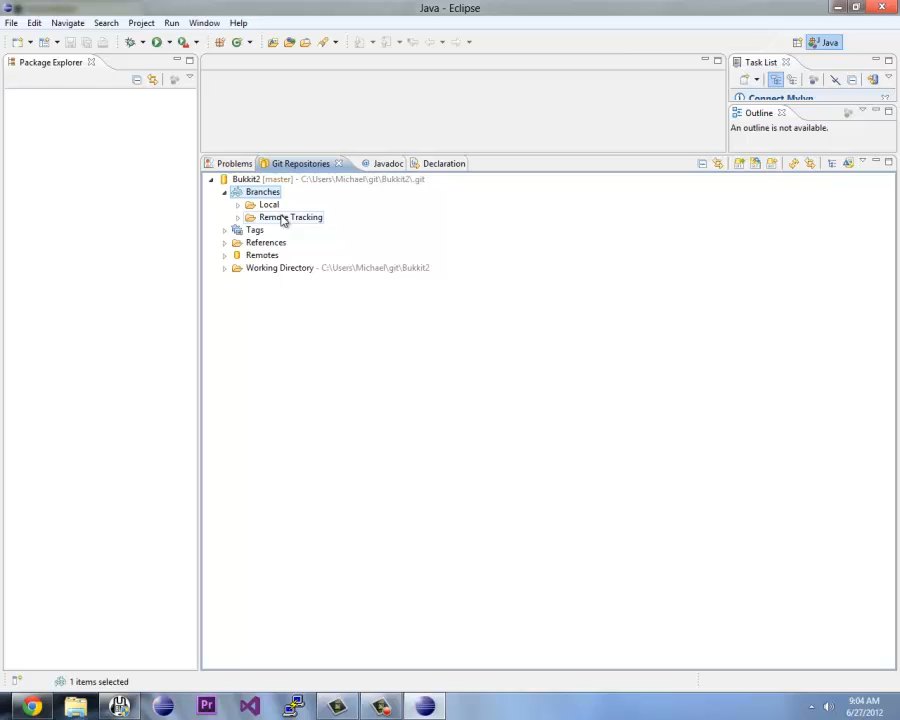 Java - Eclipse
File Edit Navigate Search Project Run Window Help
Java
Package Explorer
Task List
Connect Mylyn
Outline
An outline is not available.
Problems Git Repositories @ Javadoc Declaration
Bukkit2 [master] - C:\Users\Michael\git\Bukkit2\.git
Branches
Local
Remote Tracking
Tags
References
Remotes
Working Directory - C:\Users\Michael\git\Bukkit2
1 items selected
Pr
9:04 AM
6/27/2012